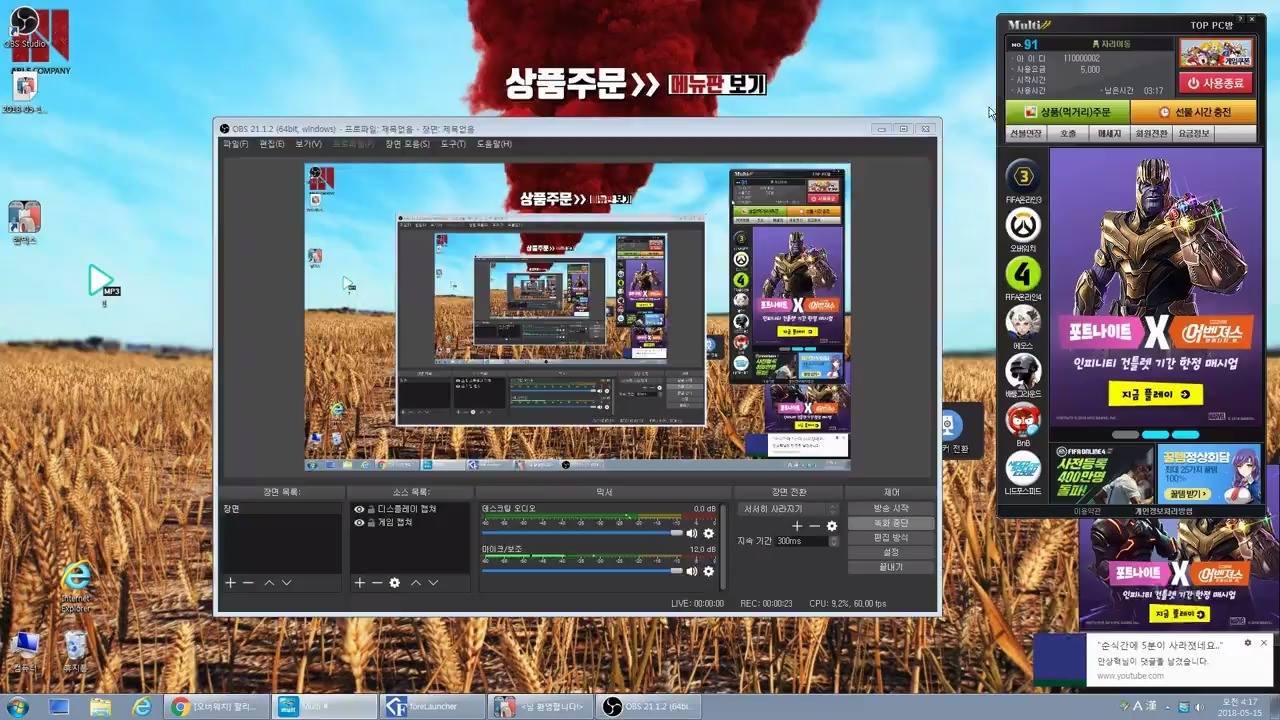 OBS Studio
ABLE COMPANY
상품주문>> 메뉴판 보기
OBS 21.1.2 (64bit, windows) - 프로파일: 제목없음 - 장면: 제목없음
파일(F) 편집(E) 보기(V) 프로파일(P) 장면 모음(S) 도구(T) 도움말(H)
장면 목록:
장면
소스 목록:
디스플레이 캡쳐
게임 캡쳐
믹서
데스크탑 오디오 0.0 dB
마이크/보조 12.0 dB
장면 전환
서서히 사라지기
지속 기간 300ms
제어
방송 시작
녹화 중단
편집 방식
설정
끝내기
LIVE: 00:00:00 REC: 00:00:23 CPU: 9.2%, 60.00 fps
Multi
TOP PC방
NO. 91 자리이동
아 이 디 110000002
사용요금 5,000
시작시간
사용시간 - 남은시간 03:17
게임쿠폰
사용종료
상품(먹거리)주문 선불 시간 충전
선불연장 호출 메세지 회원전환 요금정보
FIFA온라인3
오버워치
FIFA온라인4
에오스
배틀그라운드
BnB
니드포스피드
포트나이트 X 어벤져스
인피니티 건틀렛 기간 한정 매시업
지금 플레이
MARVEL
FIFA ONLINE 4
사전등록
400만명
돌파!
꿀템정상회담
최대 25가지 꿀템
100% 증정!
꿀템 받기
이용약관 개인정보처리방침
포트나이트 X 어벤져스
인피니티 건틀렛 기간 한정 매시업
지금 플레이
MP3
Internet
Explorer
컴퓨터
휴지통
커 전환
"순식간에 5분이 사라졋네요.."
안상혁님이 댓글을 남겼습니다.
www.youtube.com
[오버워치] 할리...
Multi
foreLauncher
<님 환영합니다!>
OBS 21.1.2 (64bi...
A 漢
오전 4:17
2018-05-15